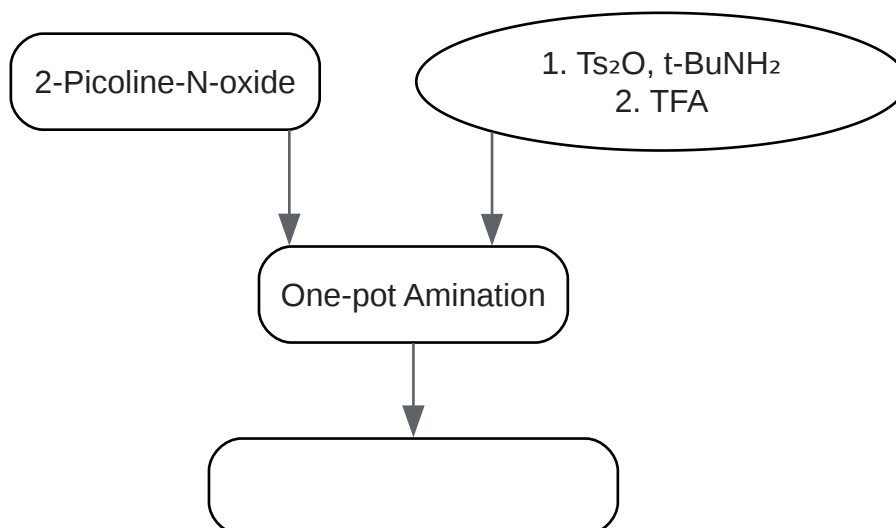 2-Picoline-N-oxide
1. Ts₂O, t-BuNH₂
2. TFA
One-pot Amination